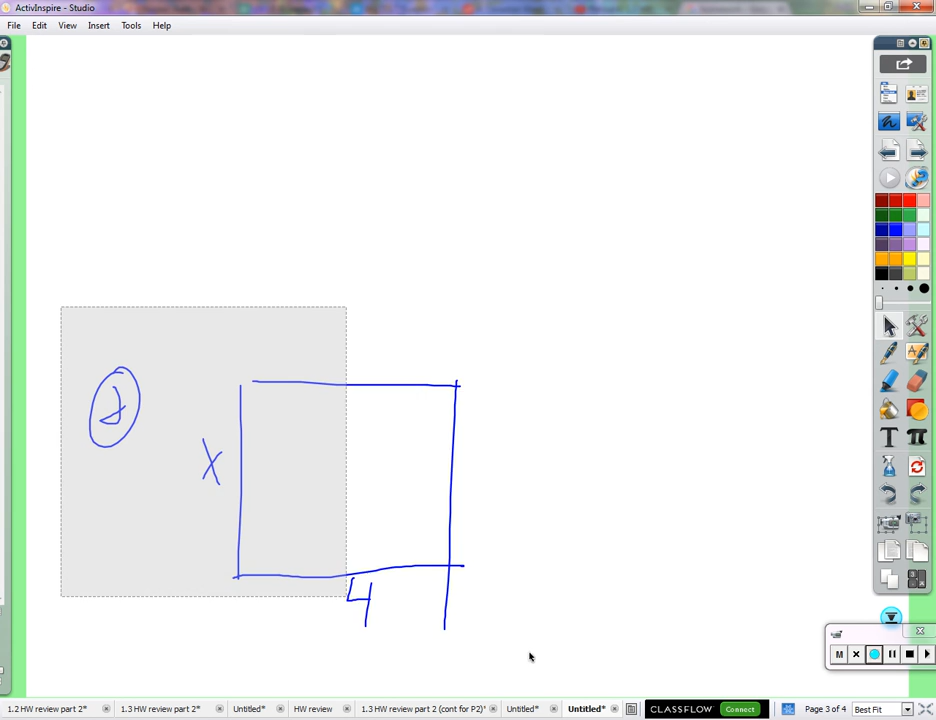 ActivInspire - Studio
File Edit View Insert Tools Help
2
X
4
M
1.2 HW review part 2* 1.3 HW review part 2* Untitled* HW review 1.3 HW review part 2 (cont for P2)* Untitled* Untitled* CLASSFLOW Connect Page 3 of 4 Best Fit